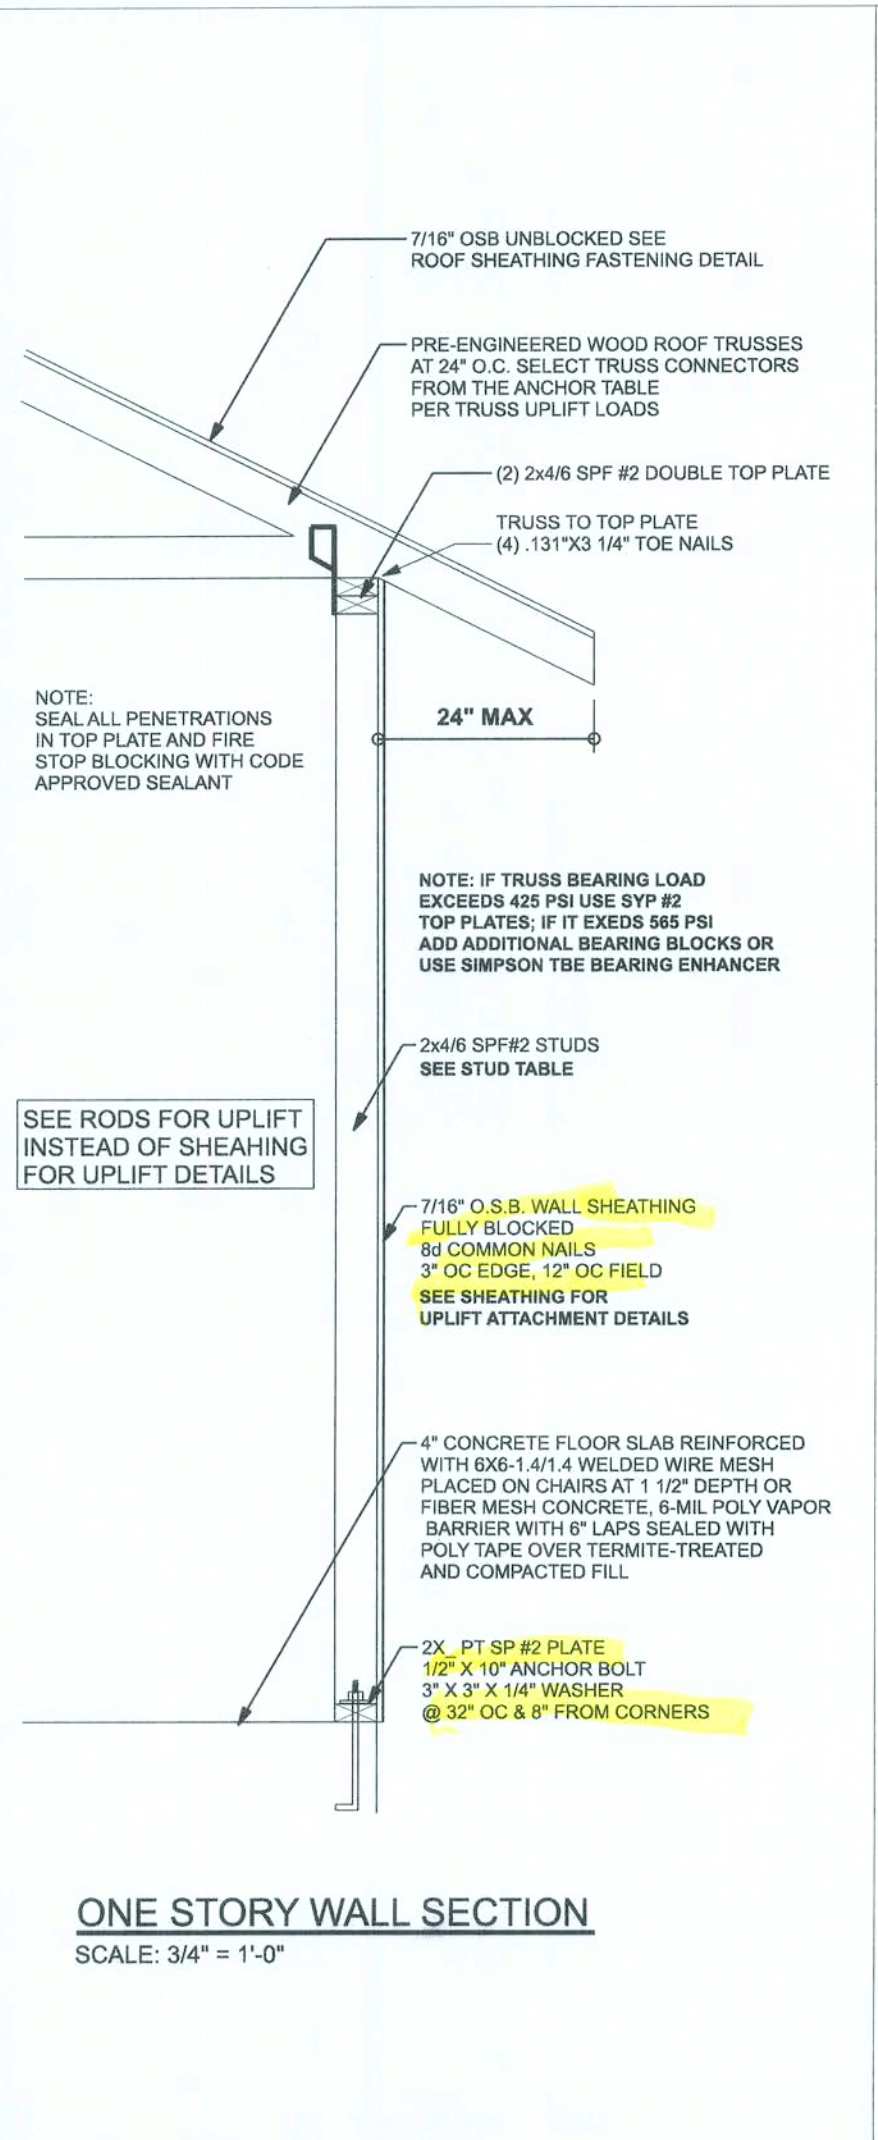 7/16" OSB UNBLOCKED SEE
ROOF SHEATHING FASTENING DETAIL
PRE-ENGINEERED WOOD ROOF TRUSSES
AT 24" O.C. SELECT TRUSS CONNECTORS
FROM THE ANCHOR TABLE
PER TRUSS UPLIFT LOADS
(2) 2x4/6 SPF #2 DOUBLE TOP PLATE
TRUSS TO TOP PLATE
(4) .131"X3 1/4" TOE NAILS
NOTE:
SEAL ALL PENETRATIONS
IN TOP PLATE AND FIRE
STOP BLOCKING WITH CODE
APPROVED SEALANT
24" MAX
NOTE: IF TRUSS BEARING LOAD
EXCEEDS 425 PSI USE SYP #2
TOP PLATES; IF IT EXEDS 565 PSI
ADD ADDITIONAL BEARING BLOCKS OR
USE SIMPSON TBE BEARING ENHANCER
2x4/6 SPF#2 STUDS
SEE STUD TABLE
SEE RODS FOR UPLIFT
INSTEAD OF SHEAHING
FOR UPLIFT DETAILS
7/16" O.S.B. WALL SHEATHING
FULLY BLOCKED
8d COMMON NAILS
3" OC EDGE, 12" OC FIELD
SEE SHEATHING FOR
UPLIFT ATTACHMENT DETAILS
4" CONCRETE FLOOR SLAB REINFORCED
WITH 6X6-1.4/1.4 WELDED WIRE MESH
PLACED ON CHAIRS AT 1 1/2" DEPTH OR
FIBER MESH CONCRETE, 6-MIL POLY VAPOR
BARRIER WITH 6" LAPS SEALED WITH
POLY TAPE OVER TERMITE-TREATED
AND COMPACTED FILL
2X_ PT SP #2 PLATE
1/2" X 10" ANCHOR BOLT
3" X 3" X 1/4" WASHER
@ 32" OC & 8" FROM CORNERS
ONE STORY WALL SECTION
SCALE: 3/4" = 1'-0"